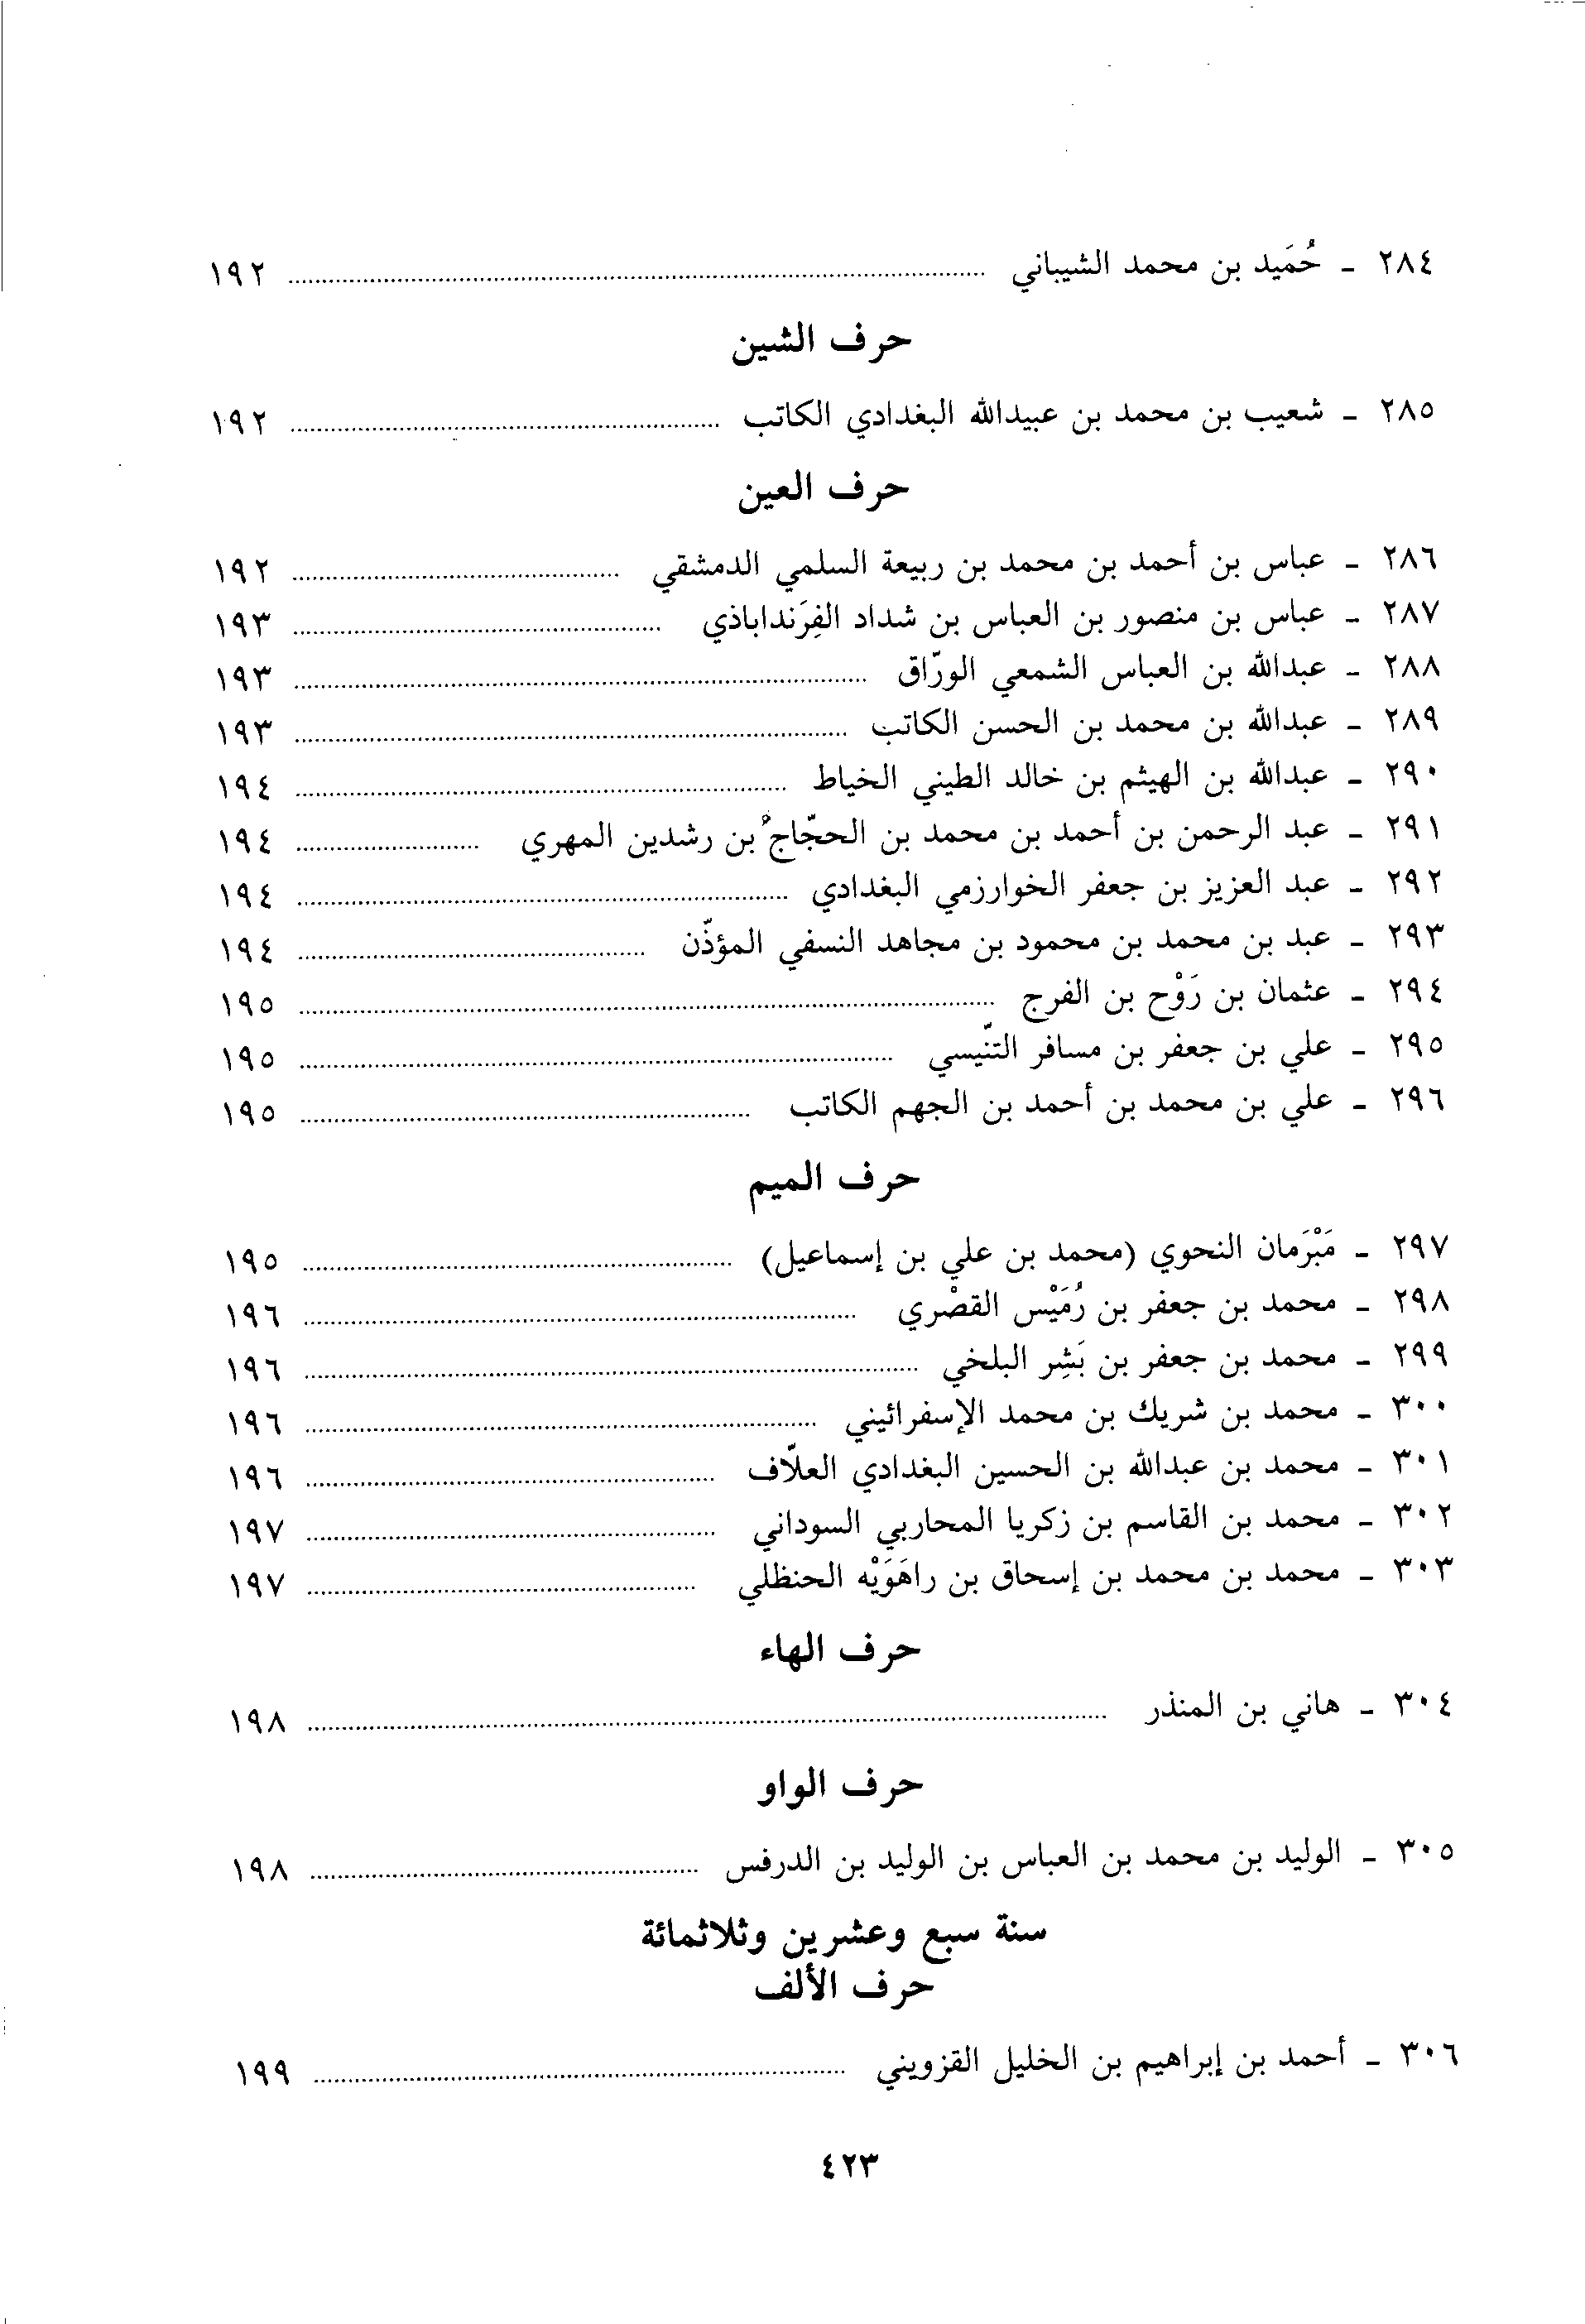 ٢٨٤ - حُمَيد بن محمد الشيباني ........ ١٩٢
حرف الشين
٢٨٥ - شعيب بن محمد بن عبيدالله البغدادي الكاتب ........ ١٩٢
حرف العين
٢٨٦ - عباس بن أحمد بن محمد بن ربيعة السلمي الدمشقي ........ ١٩٢
٢٨٧ - عباس بن منصور بن العباس بن شداد الفِرَنداباذي ........ ١٩٣
٢٨٨ - عبدالله بن العباس الشمعي الورّاق ........ ١٩٣
٢٨٩ - عبدالله بن محمد بن الحسن الكاتب ........ ١٩٣
٢٩٠ - عبدالله بن الهيثم بن خالد الطيني الخياط ........ ١٩٤
٢٩١ - عبد الرحمن بن أحمد بن محمد بن الحجّاج بن رشدين المهري ........ ١٩٤
٢٩٢ - عبد العزيز بن جعفر الخوارزمي البغدادي ........ ١٩٤
٢٩٣ - عبد بن محمد بن محمود بن مجاهد النسفي المؤذّن ........ ١٩٤
٢٩٤ - عثمان بن رَوْح بن الفرج ........ ١٩٥
٢٩٥ - علي بن جعفر بن مسافر التنّيسي ........ ١٩٥
٢٩٦ - علي بن محمد بن أحمد بن الجهم الكاتب ........ ١٩٥
حرف الميم
٢٩٧ - مَبْرَمان النحوي (محمد بن علي بن إسماعيل) ........ ١٩٥
٢٩٨ - محمد بن جعفر بن رُمَيْس القصْري ........ ١٩٦
٢٩٩ - محمد بن جعفر بن بَشِر البلخي ........ ١٩٦
٣٠٠ - محمد بن شريك بن محمد الإسفرائيني ........ ١٩٦
٣٠١ - محمد بن عبدالله بن الحسين البغدادي العلّاف ........ ١٩٦
٣٠٢ - محمد بن القاسم بن زكريا المحاربي السوداني ........ ١٩٧
٣٠٣ - محمد بن محمد بن إسحاق بن راهَوَيْه الحنظلي ........ ١٩٧
حرف الهاء
٣٠٤ - هاني بن المنذر ........ ١٩٨
حرف الواو
٣٠٥ - الوليد بن محمد بن العباس بن الوليد بن الدرفس ........ ١٩٨
سنة سبع وعشرين وثلاثمائة
حرف الألف
٣٠٦ - أحمد بن إبراهيم بن الخليل القزويني ........ ١٩٩
٤٢٣